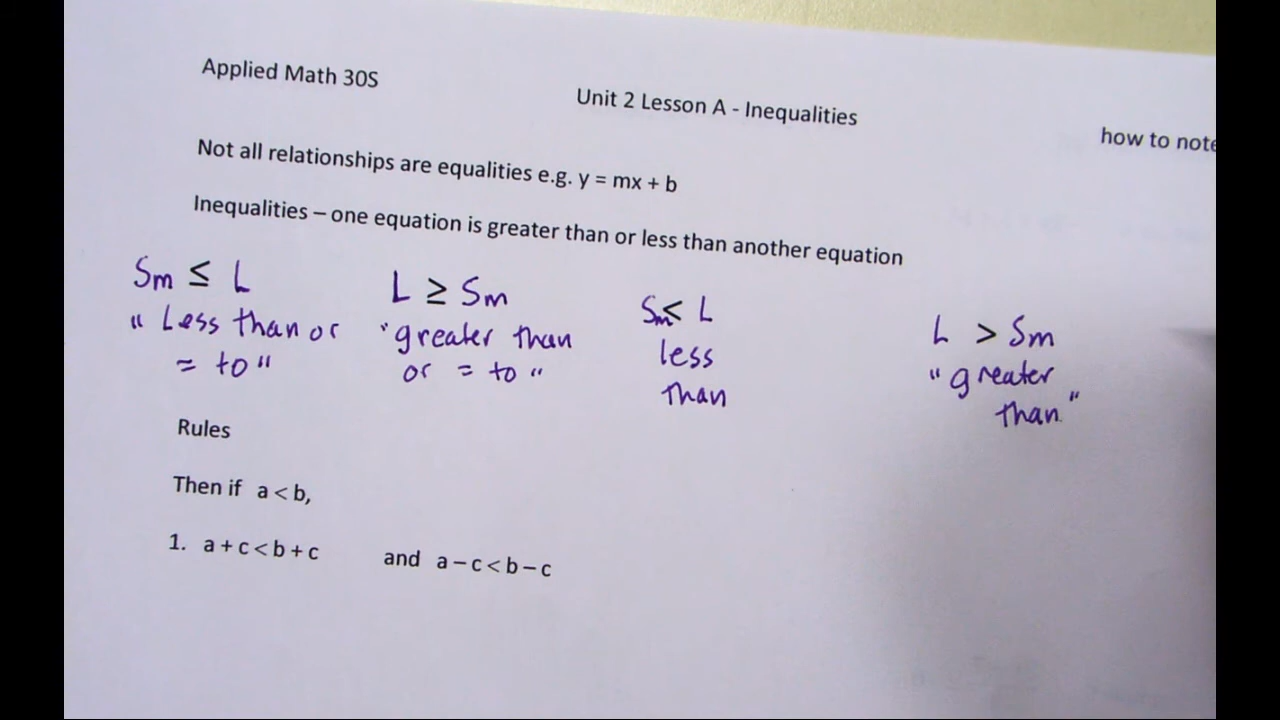 Applied Math 30S
Unit 2 Lesson A - Inequalities
how to note
Not all relationships are equalities e.g. y = mx + b
Inequalities – one equation is greater than or less than another equation
Sm ≤ L
"Less than or
= to"
L ≥ Sm
"greater than
or = to"
Sm < L
less
than
L > Sm
"greater
than"
Rules
Then if a < b,
1. a + c < b + c and a – c < b – c